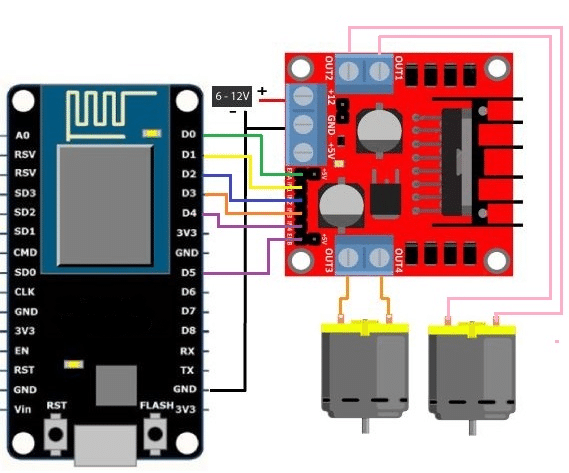 6 - 12V
+
-
A0
RSV
RSV
SD3
SD2
SD1
CMD
SD0
CLK
GND
3V3
EN
RST
GND
Vin
D0
D1
D2
D3
D4
3V3
GND
D5
D6
D7
D8
RX
TX
GND
3V3
RST
FLASH
OUT2
OUT1
+12
GND
+5V
+5V
+5V
OUT3
OUT4